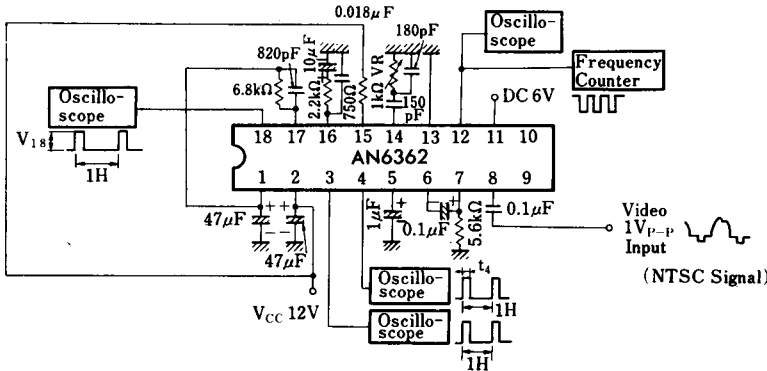 0.018μF
180pF
Oscillo-
scope
820pF
10μF
6.8kΩ
2.2kΩ
750Ω
1kΩ VR
150
pF
Frequency
Counter
DC 6V
Oscillo-
scope
V18
1H
18 17 16 15 14 13 12 11 10
AN6362
1 2 3 4 5 6 7 8 9
47μF
+ +
- -
47μF
1μF
+
0.1μF
+
5.6kΩ
0.1μF
Video
1VP-P
Input
(NTSC Signal)
VCC 12V
Oscillo-
scope
t4
1H
Oscillo-
scope
1H